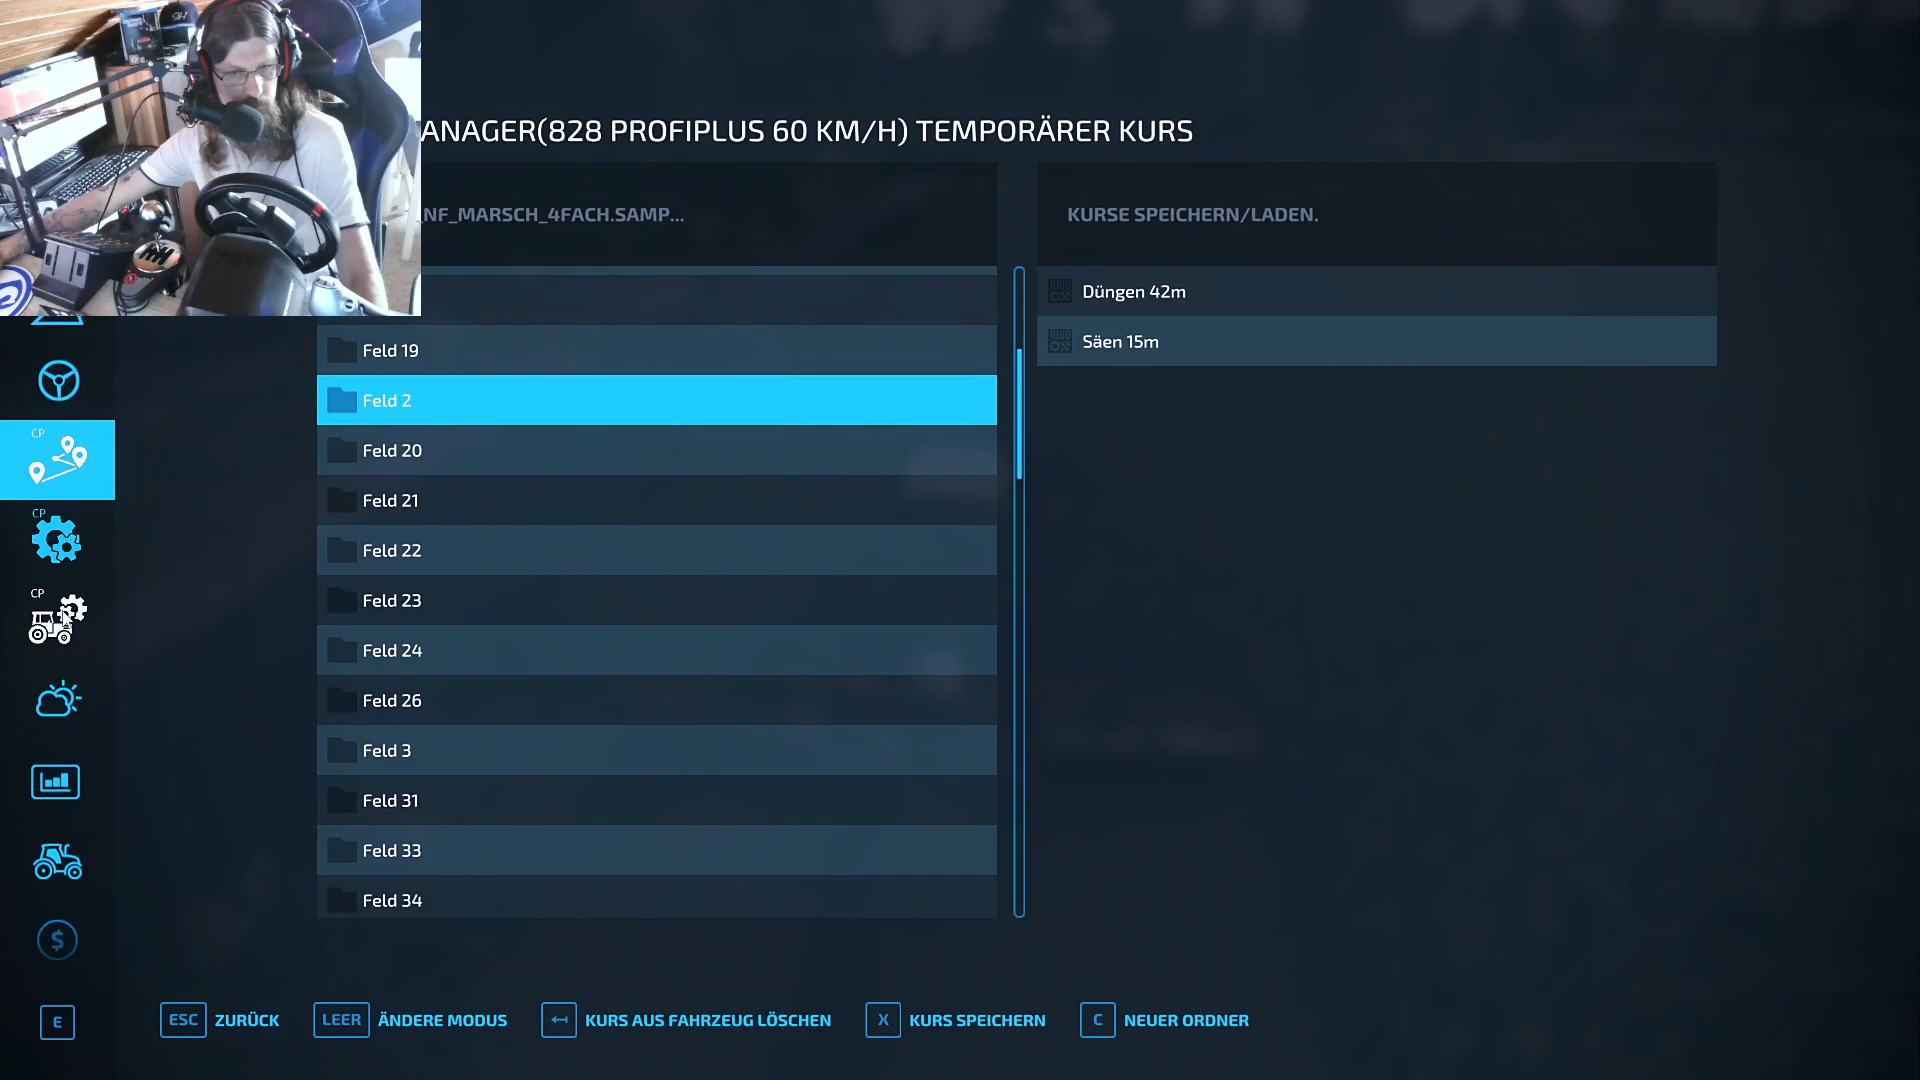 ANAGER(828 PROFIPLUS 60 KM/H) TEMPORÄRER KURS
NF_MARSCH_4FACH.SAMP...
KURSE SPEICHERN/LADEN.
Düngen 42m
Säen 15m
Feld 19
Feld 2
Feld 20
Feld 21
Feld 22
Feld 23
Feld 24
Feld 26
Feld 3
Feld 31
Feld 33
Feld 34
CP
CP
CP
$
E
ESC ZURÜCK LEER ÄNDERE MODUS KURS AUS FAHRZEUG LÖSCHEN X KURS SPEICHERN C NEUER ORDNER